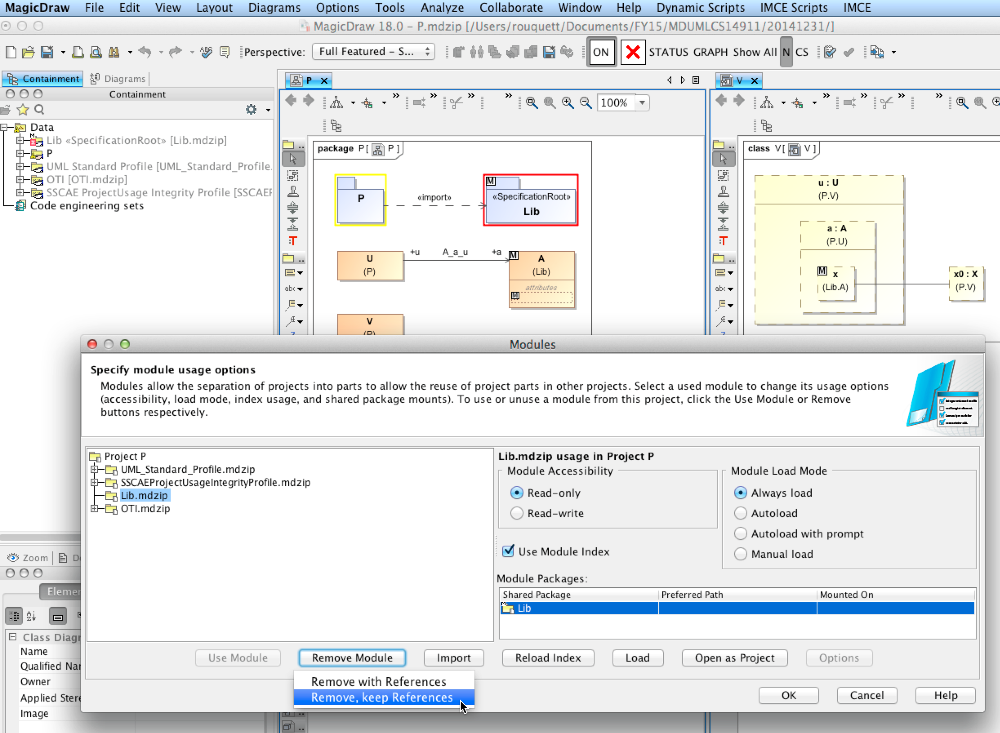 MagicDraw File Edit View Layout Diagrams Options Tools Analyze Collaborate Window Help Dynamic Scripts IMCE Scripts IMCE
MagicDraw 18.0 – P.mdzip [/Users/rouquett/Documents/FY15/MDUMLCS14911/20141231/]
Perspective: Full Featured – S... ON STATUS GRAPH Show All N CS
Containment Diagrams
P
V
Containment
100%
Data
Lib «SpecificationRoot» [Lib.mdzip]
P
UML Standard Profile [UML_Standard_Profile.
OTI [OTI.mdzip]
SSCAE ProjectUsage Integrity Profile [SSCAEP
Code engineering sets
package P[ P ]
P
«import»
M
«SpecificationRoot»
Lib
U
(P)
+u A_a_u +a
M
A
(Lib)
attributes
M
V
(P)
class V[ V ]
u : U
(P.V)
a : A
(P.U)
M x
(Lib.A)
x0 : X
(P.V)
Modules
Specify module usage options
Modules allow the separation of projects into parts to allow the reuse of project parts in other projects. Select a used module to change its usage options
(accessibility, load mode, index usage, and shared package mounts). To use or unuse a module from this project, click the Use Module or Remove
buttons respectively.
Project P
UML_Standard_Profile.mdzip
SSCAEProjectUsageIntegrityProfile.mdzip
Lib.mdzip
OTI.mdzip
Lib.mdzip usage in Project P
Module Accessibility
Read-only
Read-write
Module Load Mode
Always load
Autoload
Autoload with prompt
Manual load
Use Module Index
Module Packages:
Shared Package Preferred Path Mounted On
Lib
Use Module Remove Module Import Reload Index Load Open as Project Options
Remove with References
Remove, keep References
OK Cancel Help
Zoom D
Elemen
Class Diagr
Name
Qualified Nar
Owner
Applied Stere
Image